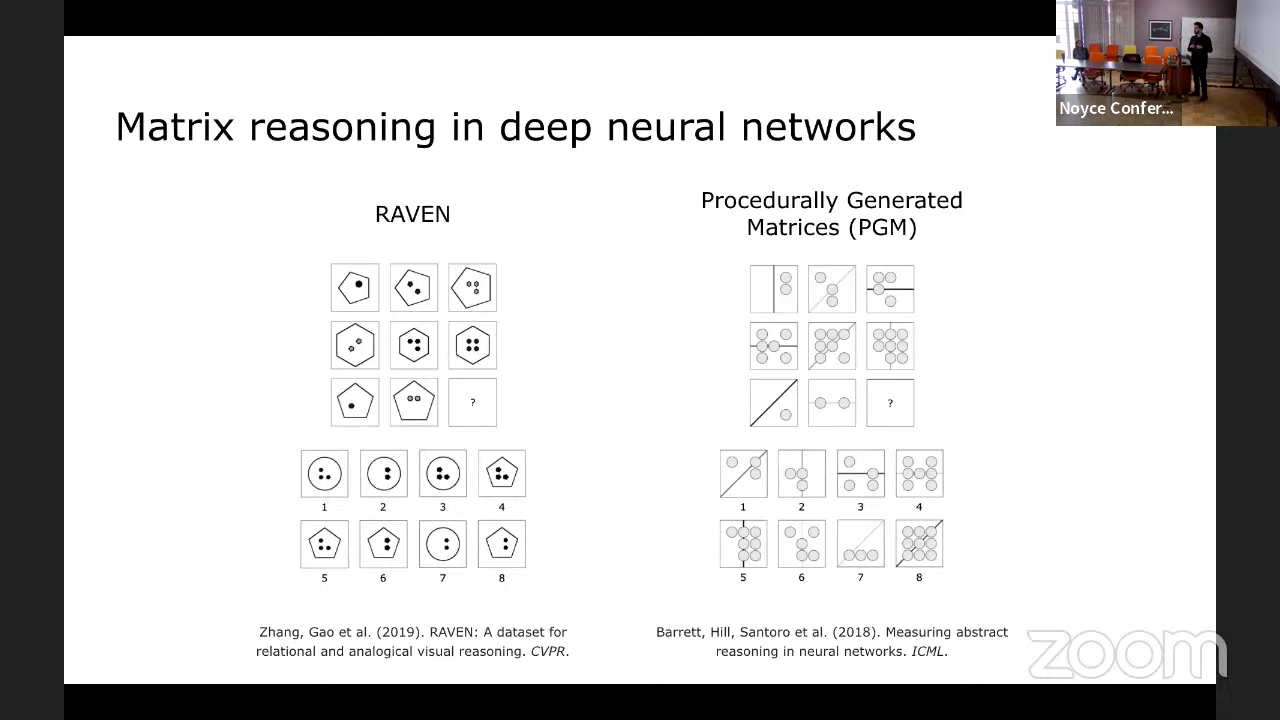 Noyce Confer...
Matrix reasoning in deep neural networks
RAVEN
Procedurally Generated
Matrices (PGM)
?
?
1 2 3 4
5 6 7 8
1 2 3 4
5 6 7 8
Zhang, Gao et al. (2019). RAVEN: A dataset for
relational and analogical visual reasoning. CVPR.
Barrett, Hill, Santoro et al. (2018). Measuring abstract
reasoning in neural networks. ICML.
zoom